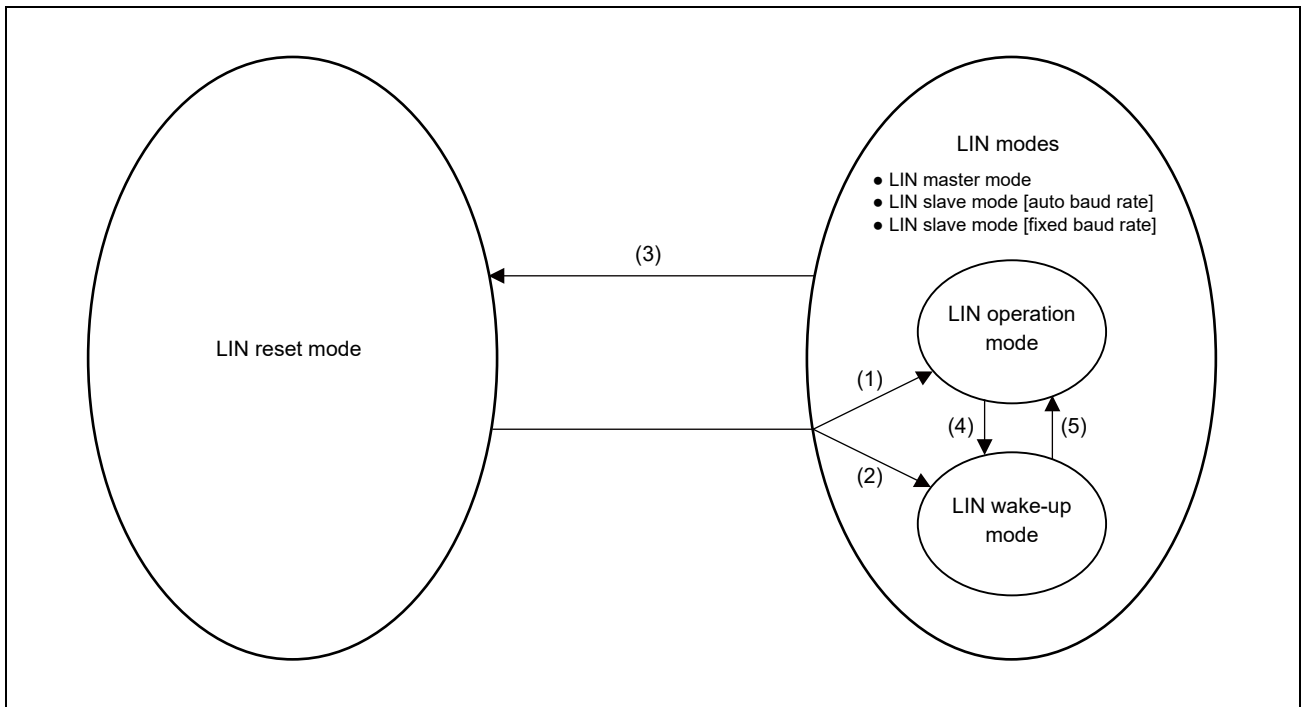 LIN modes
● LIN master mode
● LIN slave mode [auto baud rate]
● LIN slave mode [fixed baud rate]
(3)
LIN operation
mode
LIN reset mode
(1)
(4)
(5)
(2)
LIN wake-up
mode